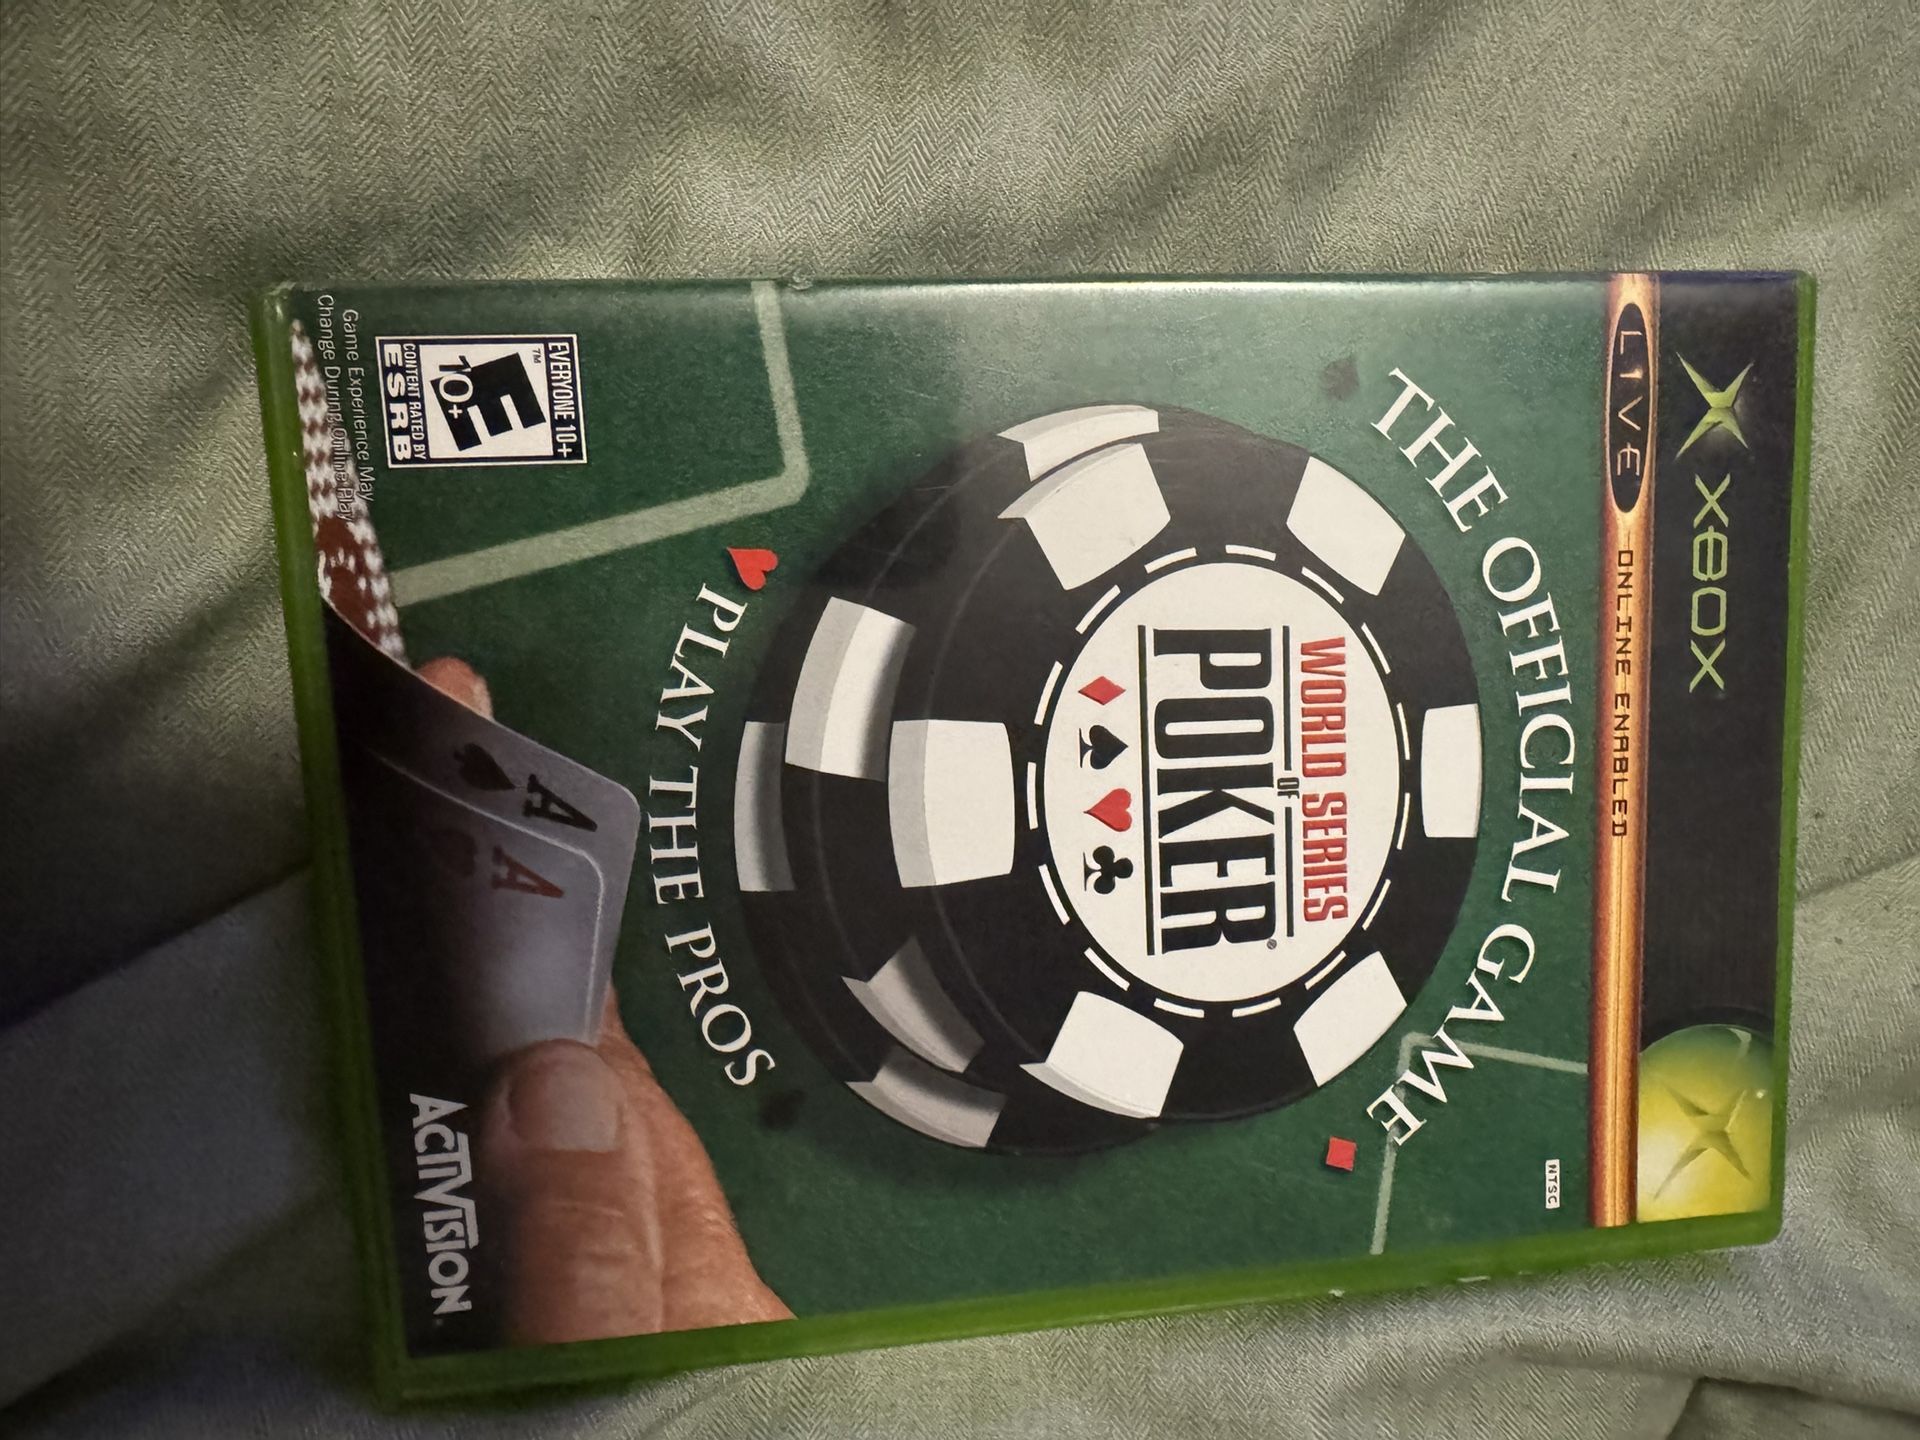 XBOX
LIVE ONLINE ENABLED
NTSC
THE OFFICIAL GAME
WORLD SERIES
OF
POKER®
PLAY THE PROS
A
A
EVERYONE 10+
E
10+
™
CONTENT RATED BY
ESRB
ACTIVISION
Game Experience May
Change During Online Play